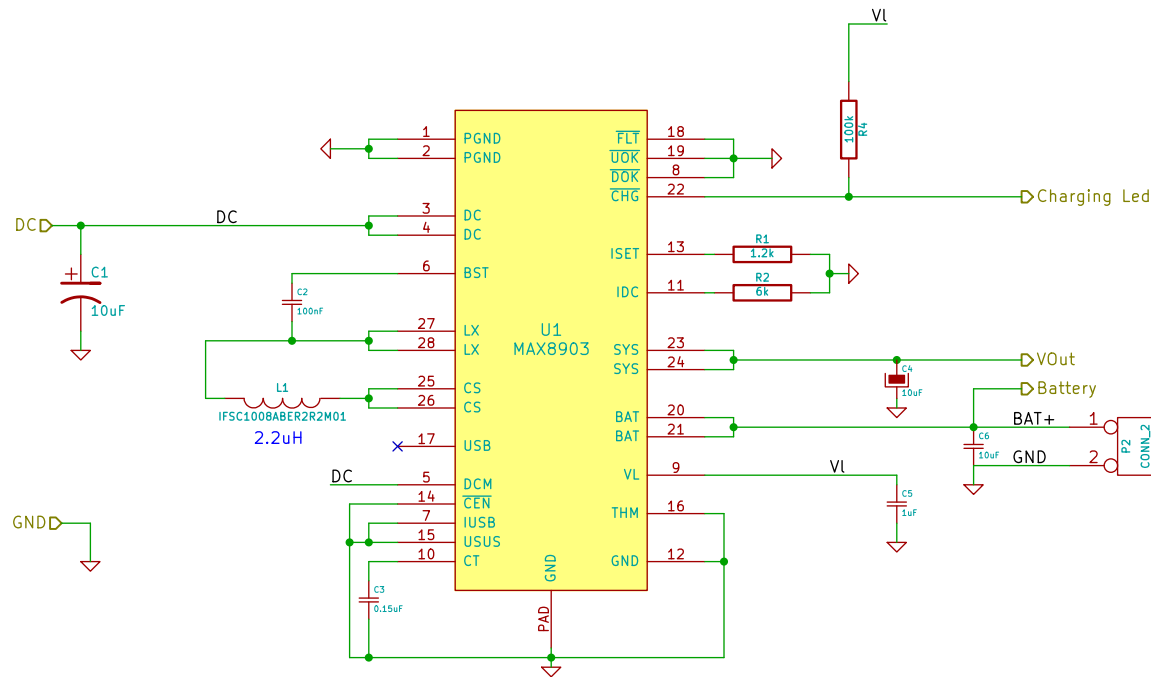 Vl
100k
R4
1 PGND
2 PGND
3 DC
4 DC
6 BST
27 LX
28 LX
25 CS
26 CS
17 USB
5 DCM
14 CEN
7 IUSB
15 USUS
10 CT
FLT 18
UOK 19
DOK 8
CHG 22
ISET 13
IDC 11
SYS 23
SYS 24
BAT 20
BAT 21
VL 9
THM 16
GND 12
U1
MAX8903
GND
PAD
DC
DC
C1
10uF
C2
100nF
L1
IFSC1008ABER2R2M01
2.2uH
DC
GND
C3
0.15uF
Charging Led
R1
1.2k
R2
6k
VOut
C4
10uF
Battery
BAT+ 1
C6
10uF
GND 2
P2
CONN_2
Vl
C5
1uF